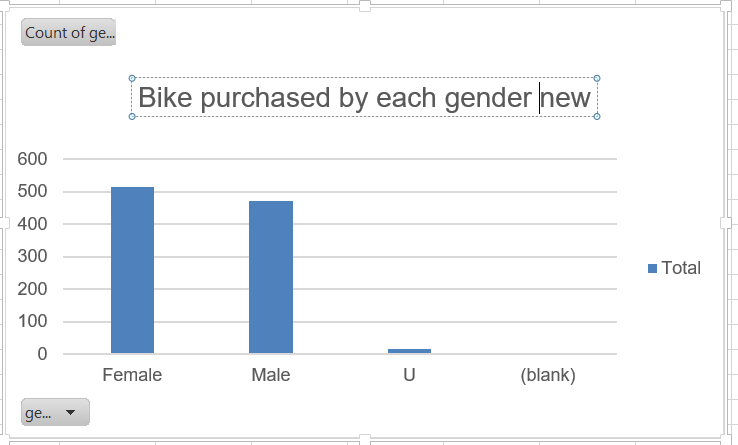 Count of ge...
Bike purchased by each gender new
600
500
400
300
200
100
0
Female Male U (blank)
Total
ge...